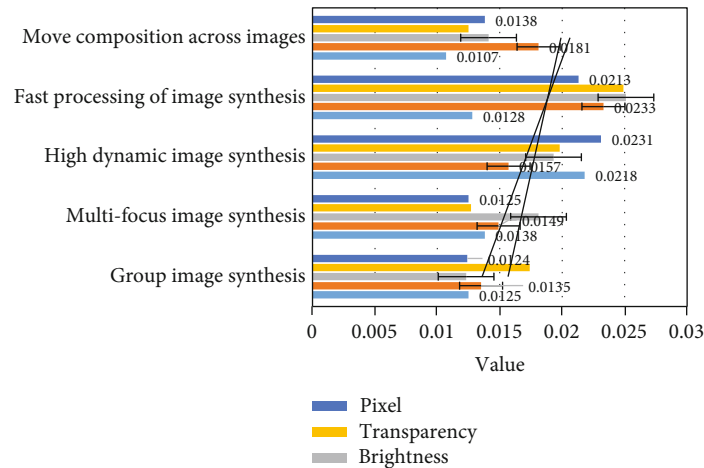 Move composition across images
0.0138
0.0181
0.0107
Fast processing of image synthesis
0.0213
0.0233
0.0128
High dynamic image synthesis
0.0231
0.0157
0.0218
Multi-focus image synthesis
0.0125
0.0149
0.0138
Group image synthesis
0.0124
0.0135
0.0125
0 0.005 0.01 0.015 0.02 0.025 0.03
Value
Pixel
Transparency
Brightness